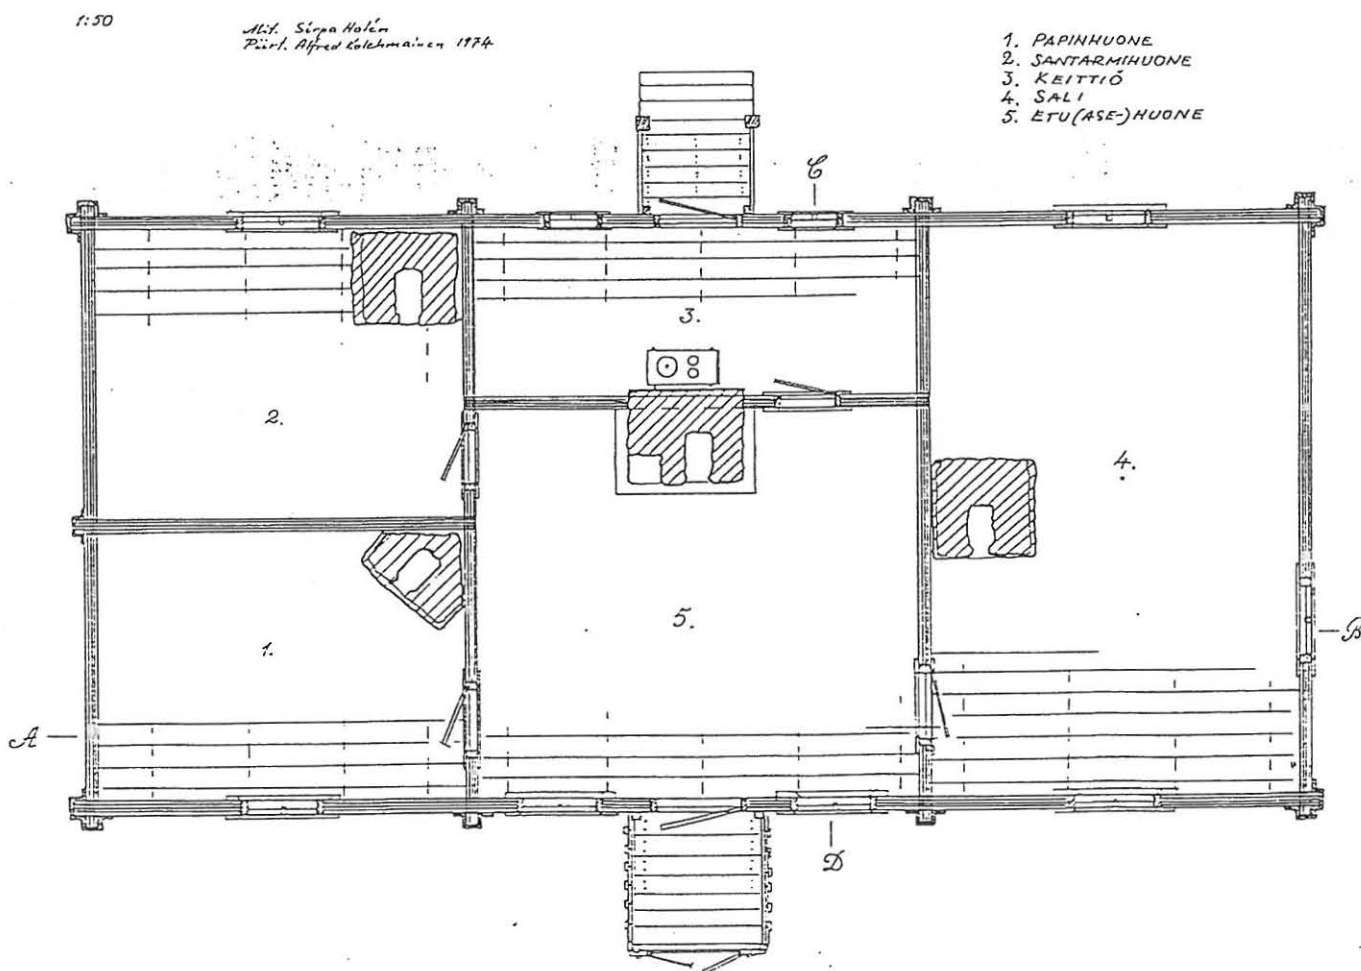 1:50
Mit. Sirpa Holén
Piirt. Alfred Kolehmainen 1974
1. PAPINHUONE
2. SANTARMIHUONE
3. KEITTIÖ
4. SALI
5. ETU(ASE-)HUONE
C
3.
2.
4.
5.
B
1.
A
D